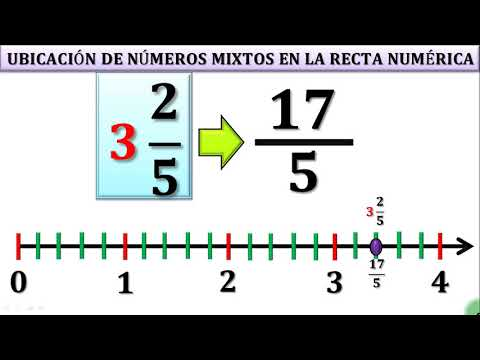 UBICACIÓN DE NÚMEROS MIXTOS EN LA RECTA NUMÉRICA
3 2/5 17/5
3 2/5
0 1 2 3 4
17/5